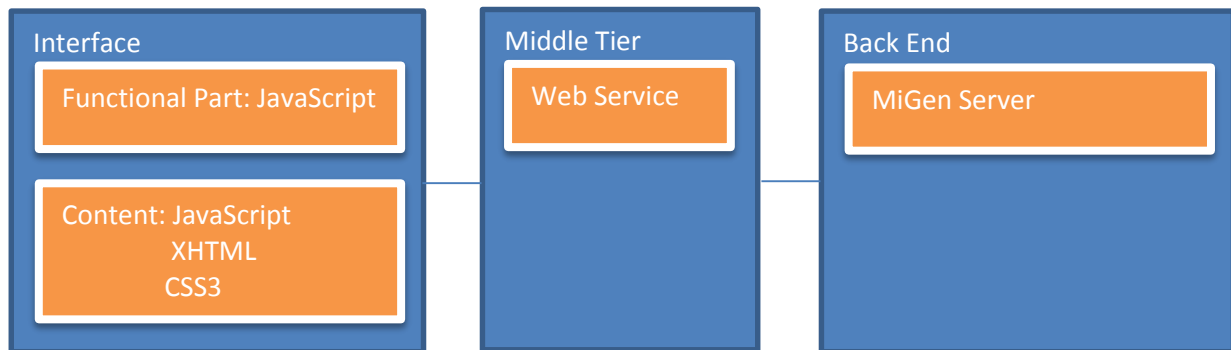 Interface
Functional Part: JavaScript
Content: JavaScript
XHTML
CSS3
Middle Tier
Web Service
Back End
MiGen Server